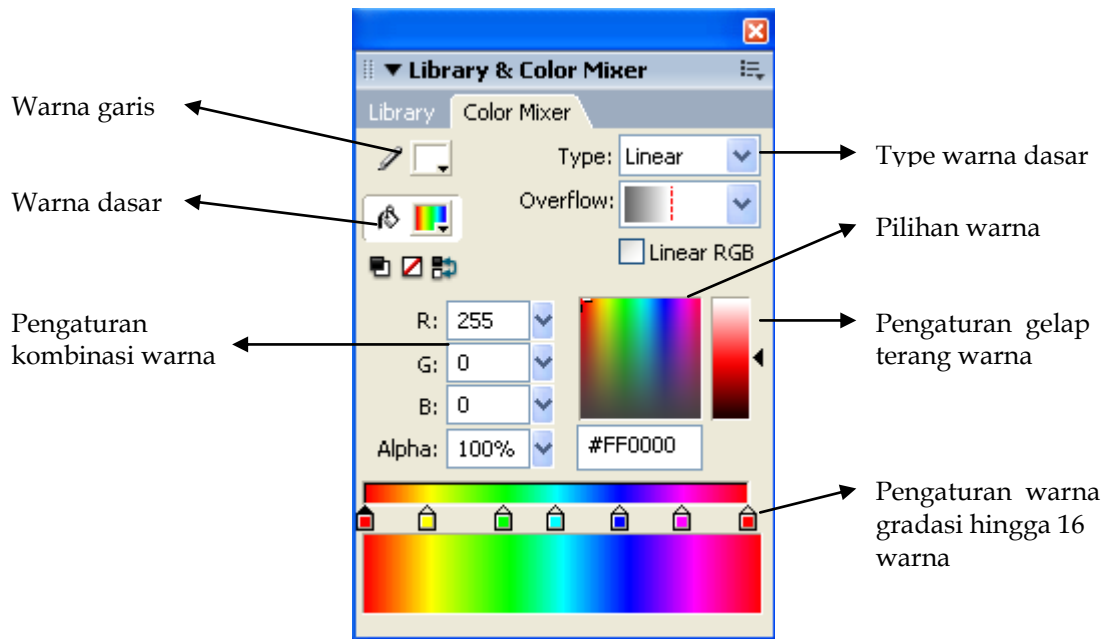 Library & Color Mixer
Library Color Mixer
Warna garis
Type: Linear
Type warna dasar
Warna dasar
Overflow:
Pilihan warna
Linear RGB
Pengaturan
kombinasi warna
R: 255
G: 0
B: 0
Alpha: 100%
#FF0000
Pengaturan gelap
terang warna
Pengaturan warna
gradasi hingga 16
warna